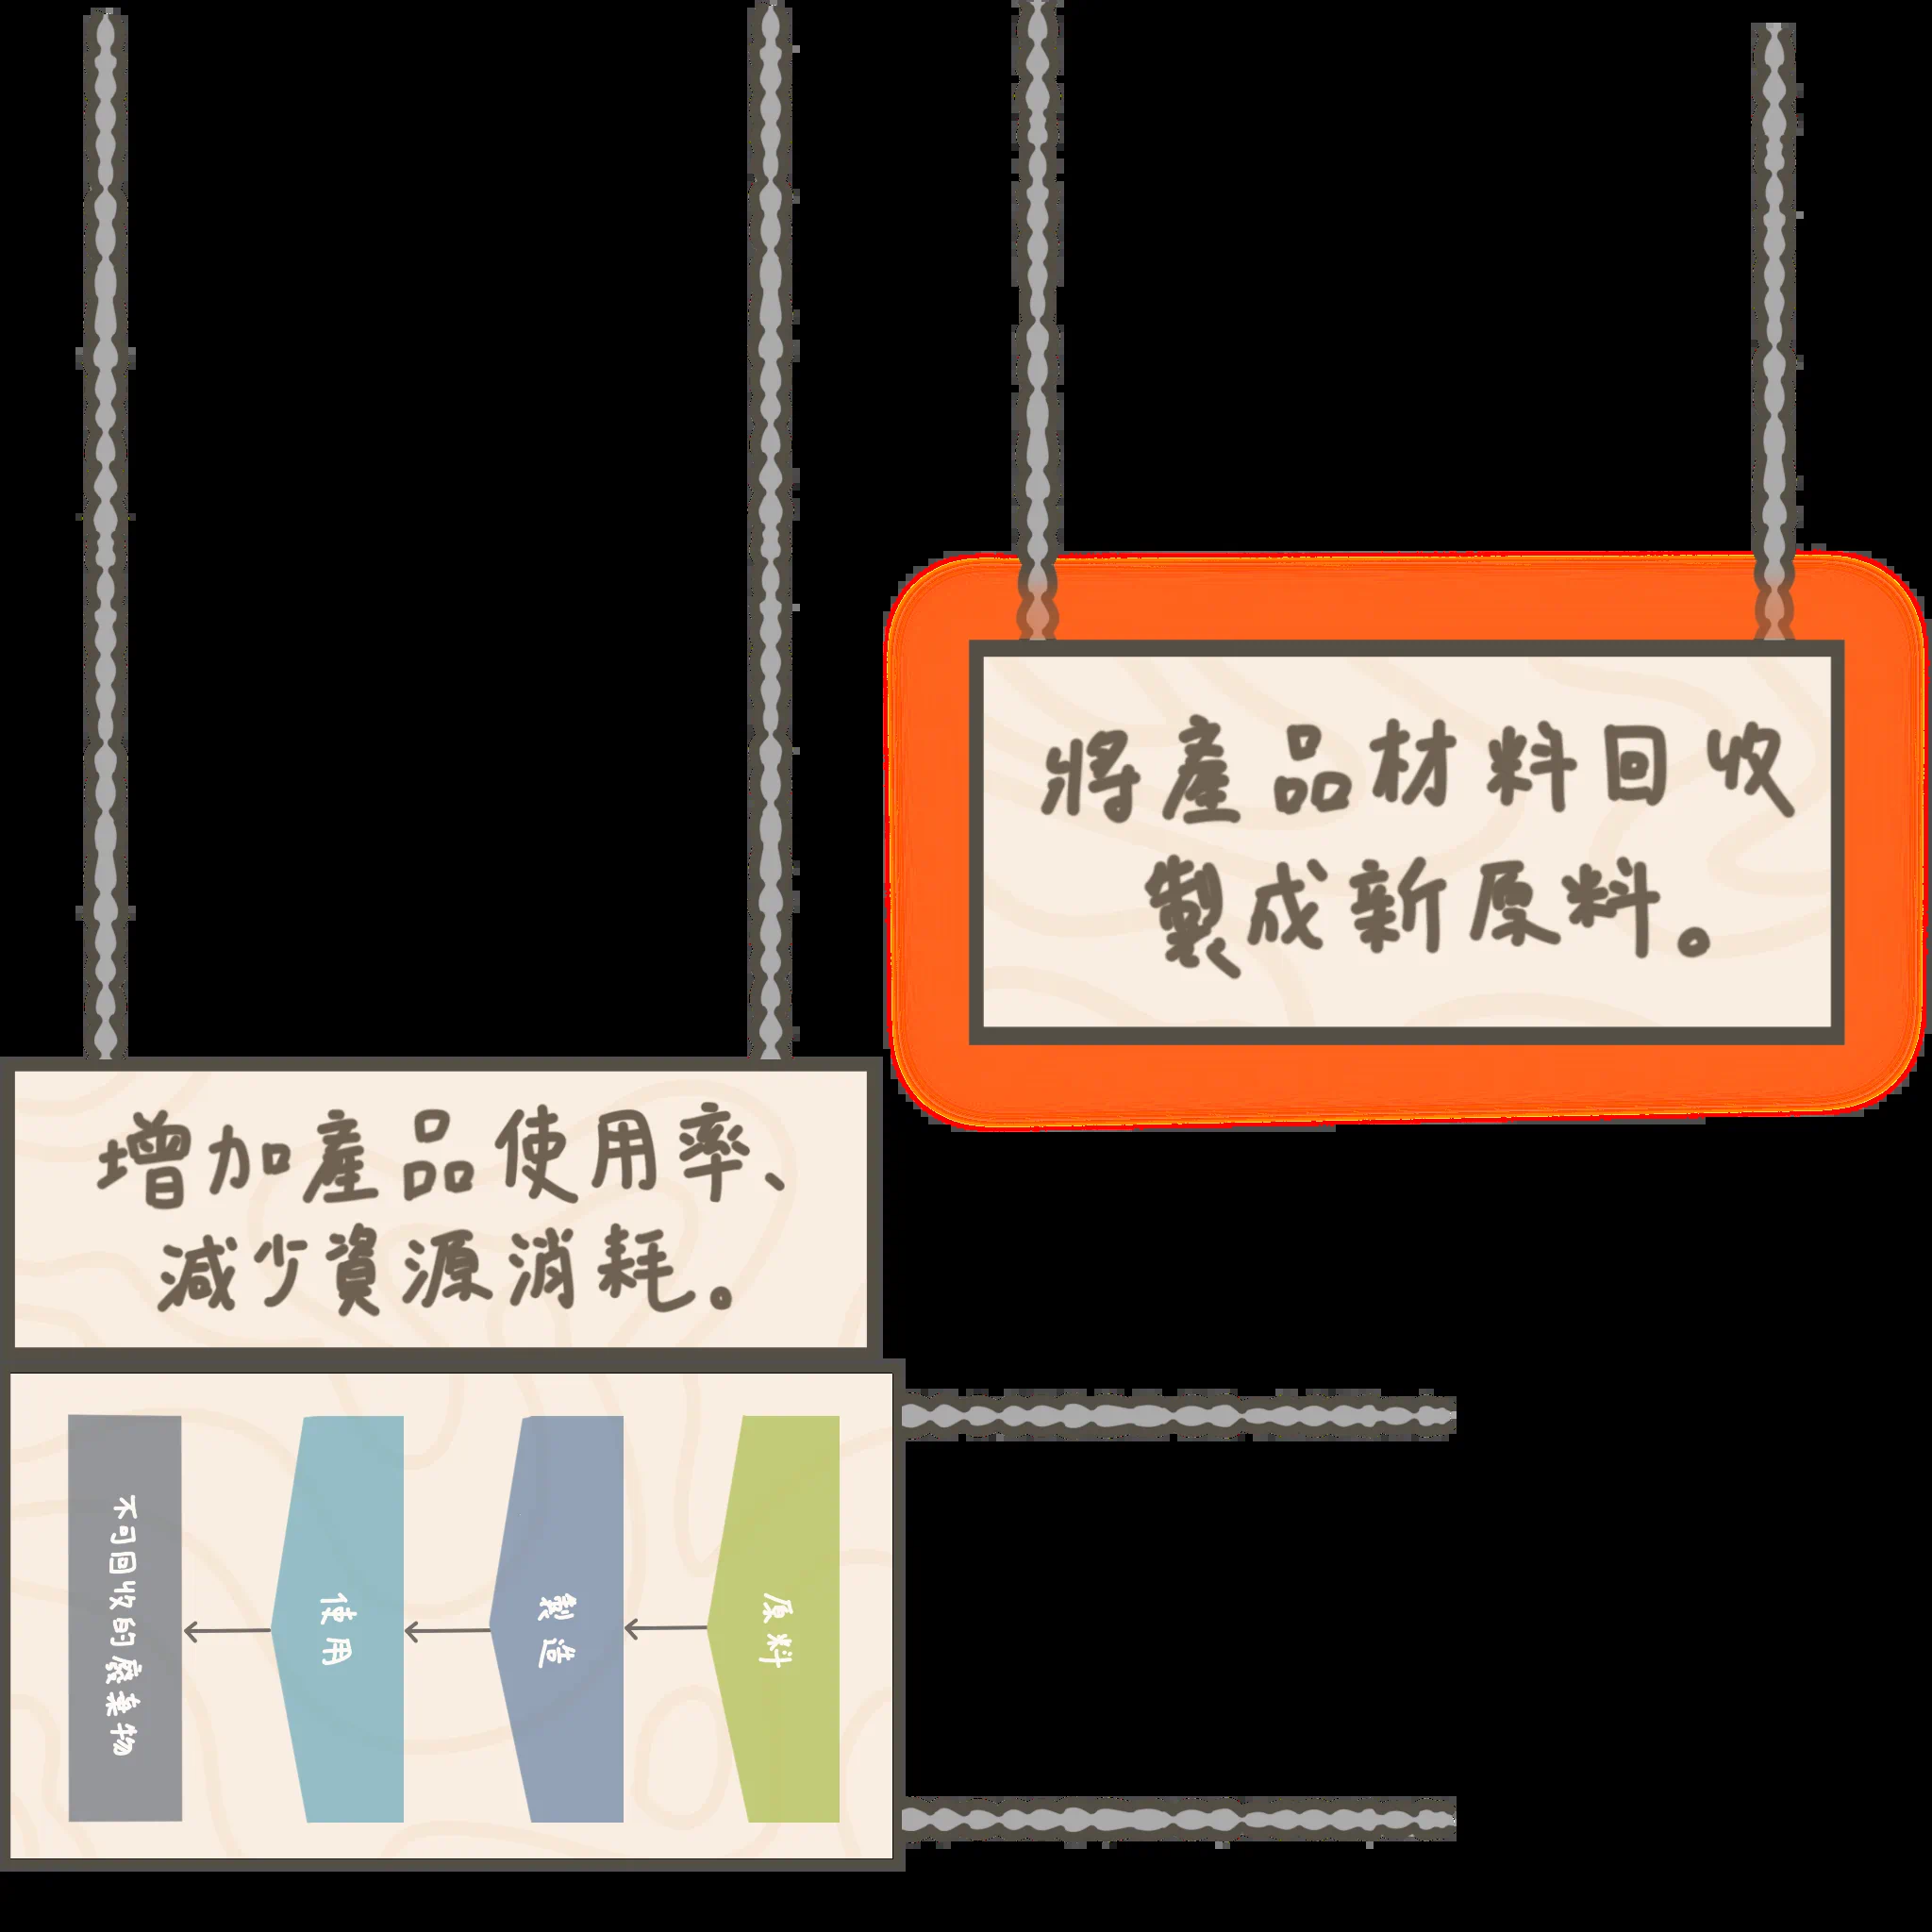 將產品材料回收
製成新原料。
增加產品使用率、
減少資源消耗。
原料
製造
使用
不可回收的廢棄物